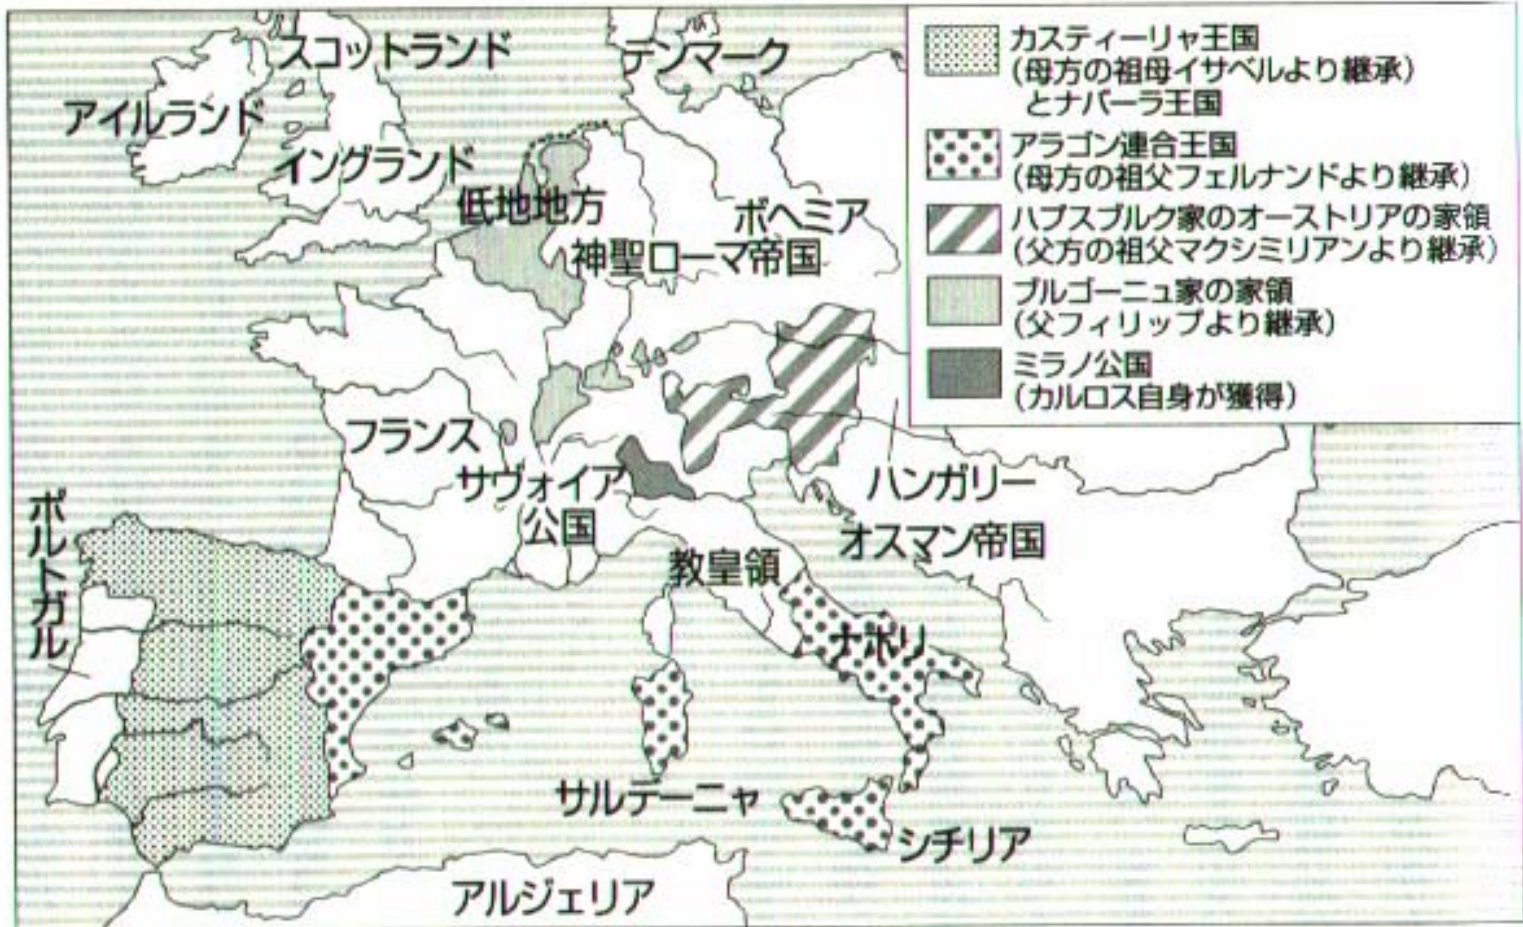 スコットランド
デンマーク
アイルランド
イングランド
低地地方
ボヘミア
神聖ローマ帝国
フランス
サヴォイア
公国
ハンガリー
オスマン帝国
教皇領
ポルトガル
ナポリ
サルデーニャ
シチリア
アルジェリア
カスティーリャ王国
(母方の祖母イサベルより継承)
とナバーラ王国
アラゴン連合王国
(母方の祖父フェルナンドより継承)
ハプスブルク家のオーストリアの家領
(父方の祖父マクシミリアンより継承)
ブルゴーニュ家の家領
(父フィリップより継承)
ミラノ公国
(カルロス自身が獲得)